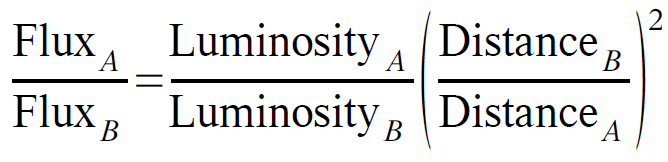 Flux_A / Flux_B = Luminosity_A / Luminosity_B (Distance_B / Distance_A)^2